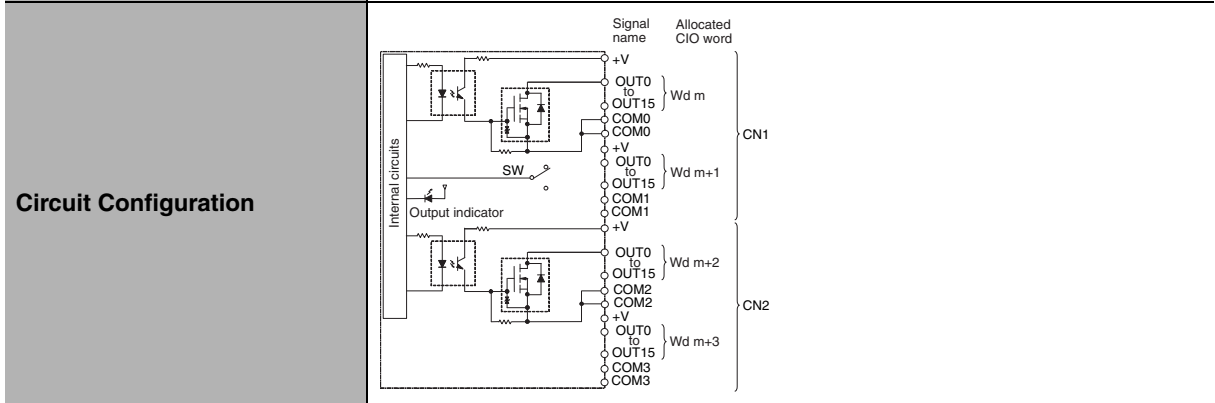 Circuit Configuration
Signal name
Allocated CIO word
Internal circuits
SW
Output indicator
+V
OUT0
to
OUT15
COM0
COM0
Wd m
+V
OUT0
to
OUT15
COM1
COM1
Wd m+1
CN1
+V
OUT0
to
OUT15
COM2
COM2
Wd m+2
+V
OUT0
to
OUT15
COM3
COM3
Wd m+3
CN2